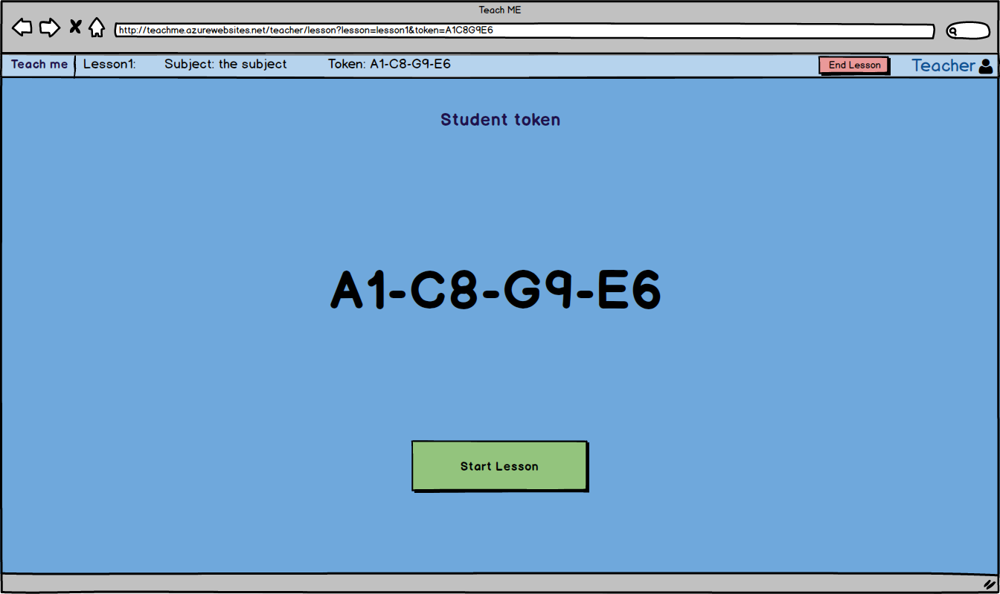 Teach ME
http://teachme.azurewebsites.net/teacher/lesson?lesson=lesson1&token=A1C8G9E6
Teach me Lesson1: Subject: the subject Token: A1-C8-G9-E6 End Lesson Teacher
Student token
A1-C8-G9-E6
Start Lesson